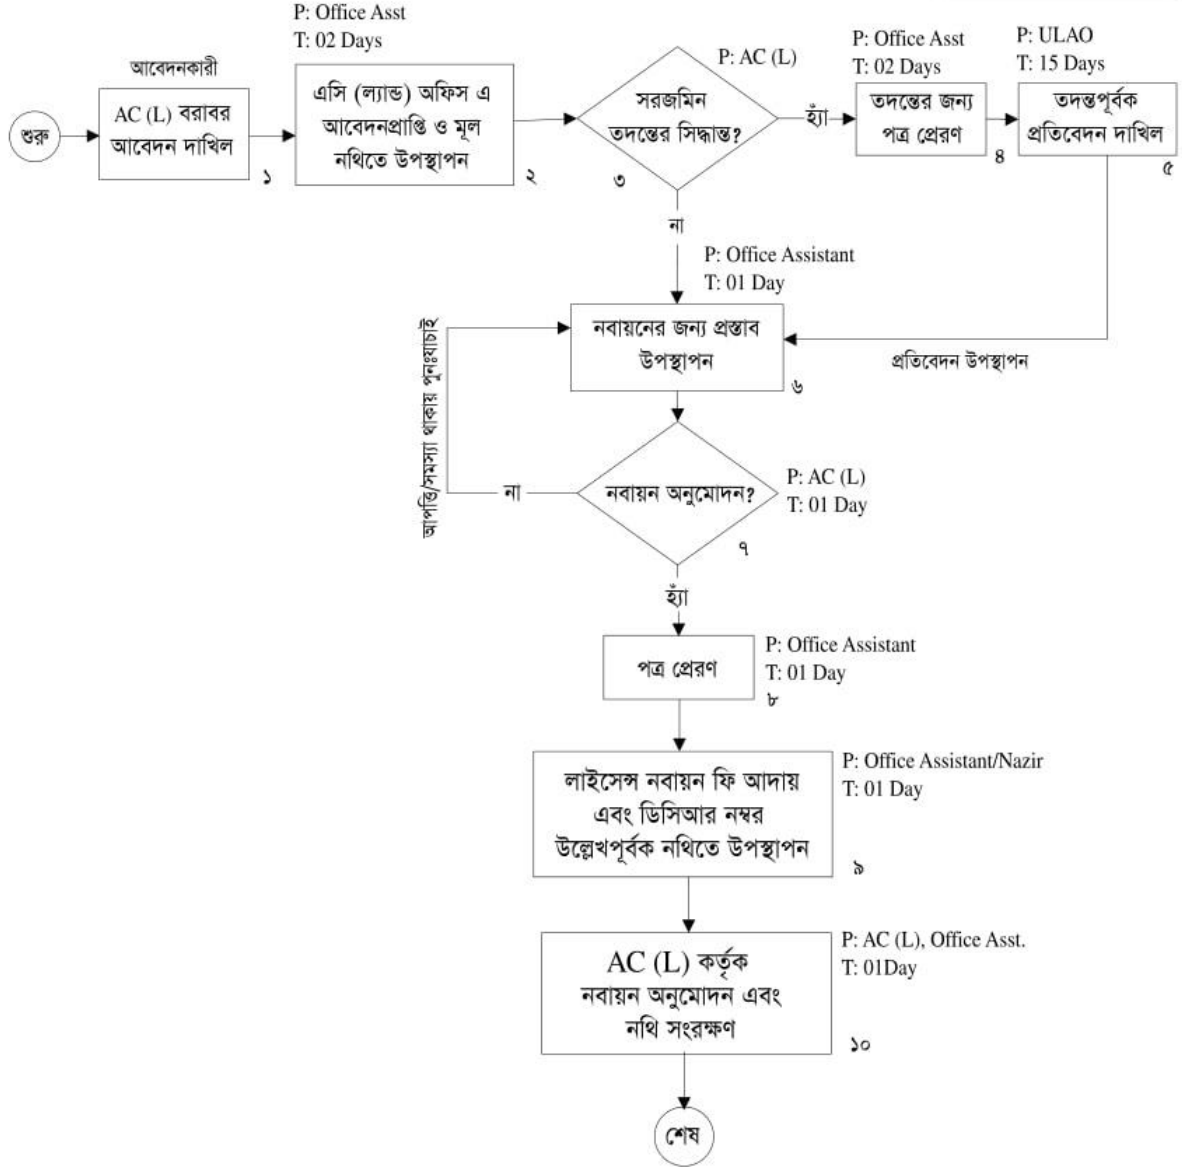 P: Office Asst
T: 02 Days
আবেদনকারী
শুরু
AC (L) বরাবর
আবেদন দাখিল
১
এসি (ল্যান্ড) অফিস এ
আবেদনপ্রাপ্তি ও মূল
নথিতে উপস্থাপন
২
P: AC (L)
সরজমিন
তদন্তের সিদ্ধান্ত?
৩
হ্যাঁ
P: Office Asst
T: 02 Days
তদন্তের জন্য
পত্র প্রেরণ
৪
P: ULAO
T: 15 Days
তদন্তপূর্বক
প্রতিবেদন দাখিল
৫
না
P: Office Assistant
T: 01 Day
নবায়নের জন্য প্রস্তাব
উপস্থাপন
৬
প্রতিবেদন উপস্থাপন
আপত্তি/সমস্যা থাকায় পুনঃযাচাই
না
নবায়ন অনুমোদন?
৭
P: AC (L)
T: 01 Day
হ্যাঁ
পত্র প্রেরণ
P: Office Assistant
T: 01 Day
৮
লাইসেন্স নবায়ন ফি আদায়
এবং ডিসিআর নম্বর
উল্লেখপূর্বক নথিতে উপস্থাপন
P: Office Assistant/Nazir
T: 01 Day
৯
AC (L) কর্তৃক
নবায়ন অনুমোদন এবং
নথি সংরক্ষণ
P: AC (L), Office Asst.
T: 01Day
১০
শেষ